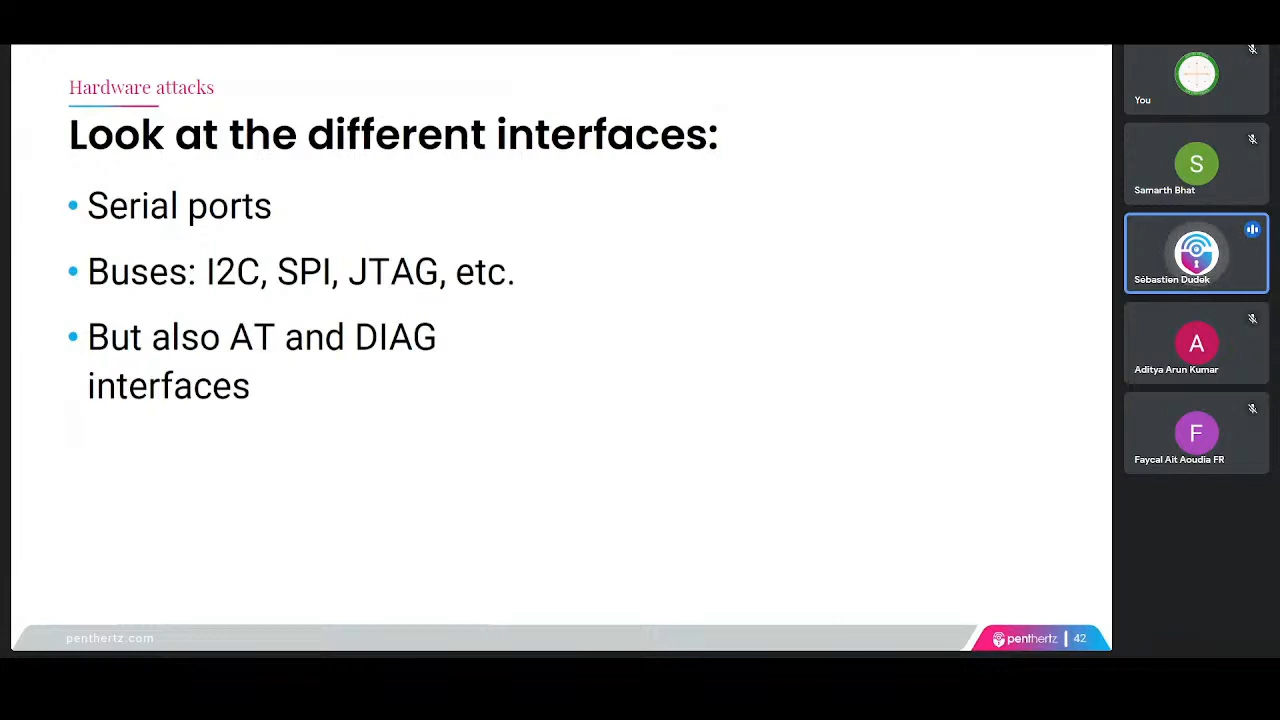 Hardware attacks
Look at the different interfaces:
• Serial ports
• Buses: I2C, SPI, JTAG, etc.
• But also AT and DIAG
interfaces
penthertz.com
penthertz
42
You
S
Samarth Bhat
Sébastien Dudek
A
Aditya Arun Kumar
F
Faycal Ait Aoudia FR